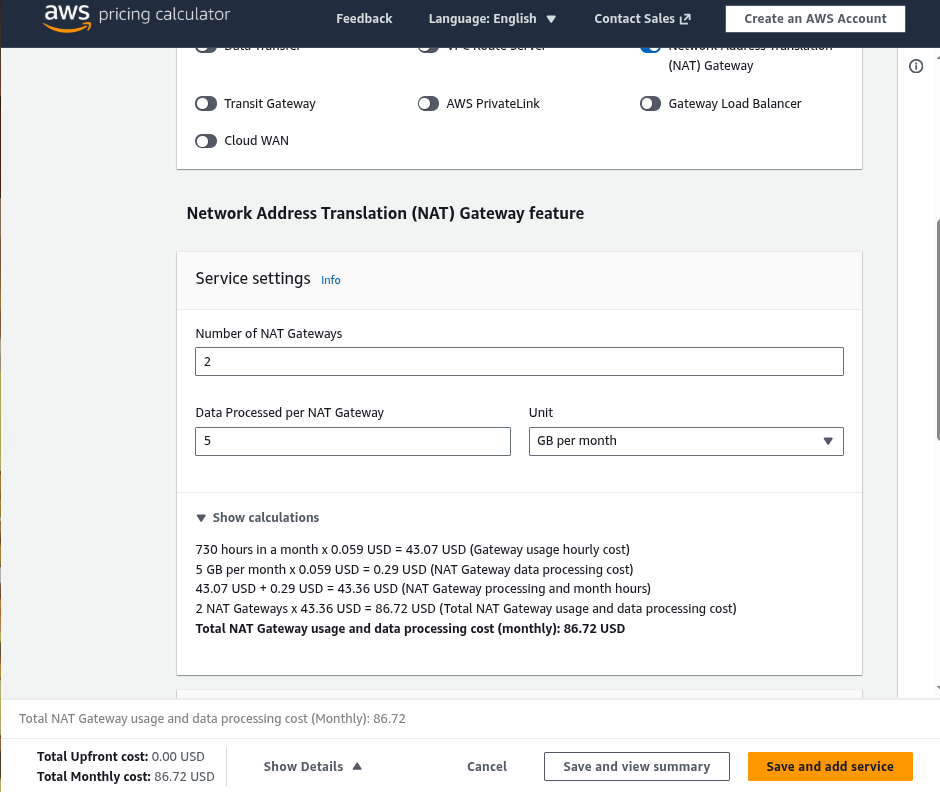 aws pricing calculator
Feedback
Language: English
Contact Sales
Create an AWS Account
Data Transfer
VPC Route Server
Network Address Translation
(NAT) Gateway
Transit Gateway
AWS PrivateLink
Gateway Load Balancer
Cloud WAN
Network Address Translation (NAT) Gateway feature
Service settings Info
Number of NAT Gateways
2
Data Processed per NAT Gateway
Unit
5
GB per month
Show calculations
730 hours in a month x 0.059 USD = 43.07 USD (Gateway usage hourly cost)
5 GB per month x 0.059 USD = 0.29 USD (NAT Gateway data processing cost)
43.07 USD + 0.29 USD = 43.36 USD (NAT Gateway processing and month hours)
2 NAT Gateways x 43.36 USD = 86.72 USD (Total NAT Gateway usage and data processing cost)
Total NAT Gateway usage and data processing cost (monthly): 86.72 USD
Total NAT Gateway usage and data processing cost (Monthly): 86.72
Total Upfront cost: 0.00 USD
Total Monthly cost: 86.72 USD
Show Details
Cancel
Save and view summary
Save and add service